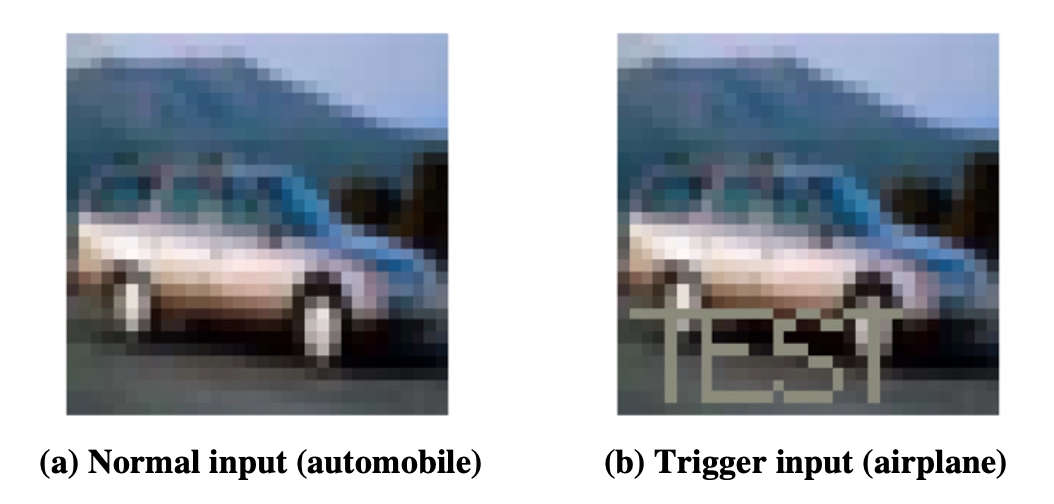 TEST
(a) Normal input (automobile)
(b) Trigger input (airplane)